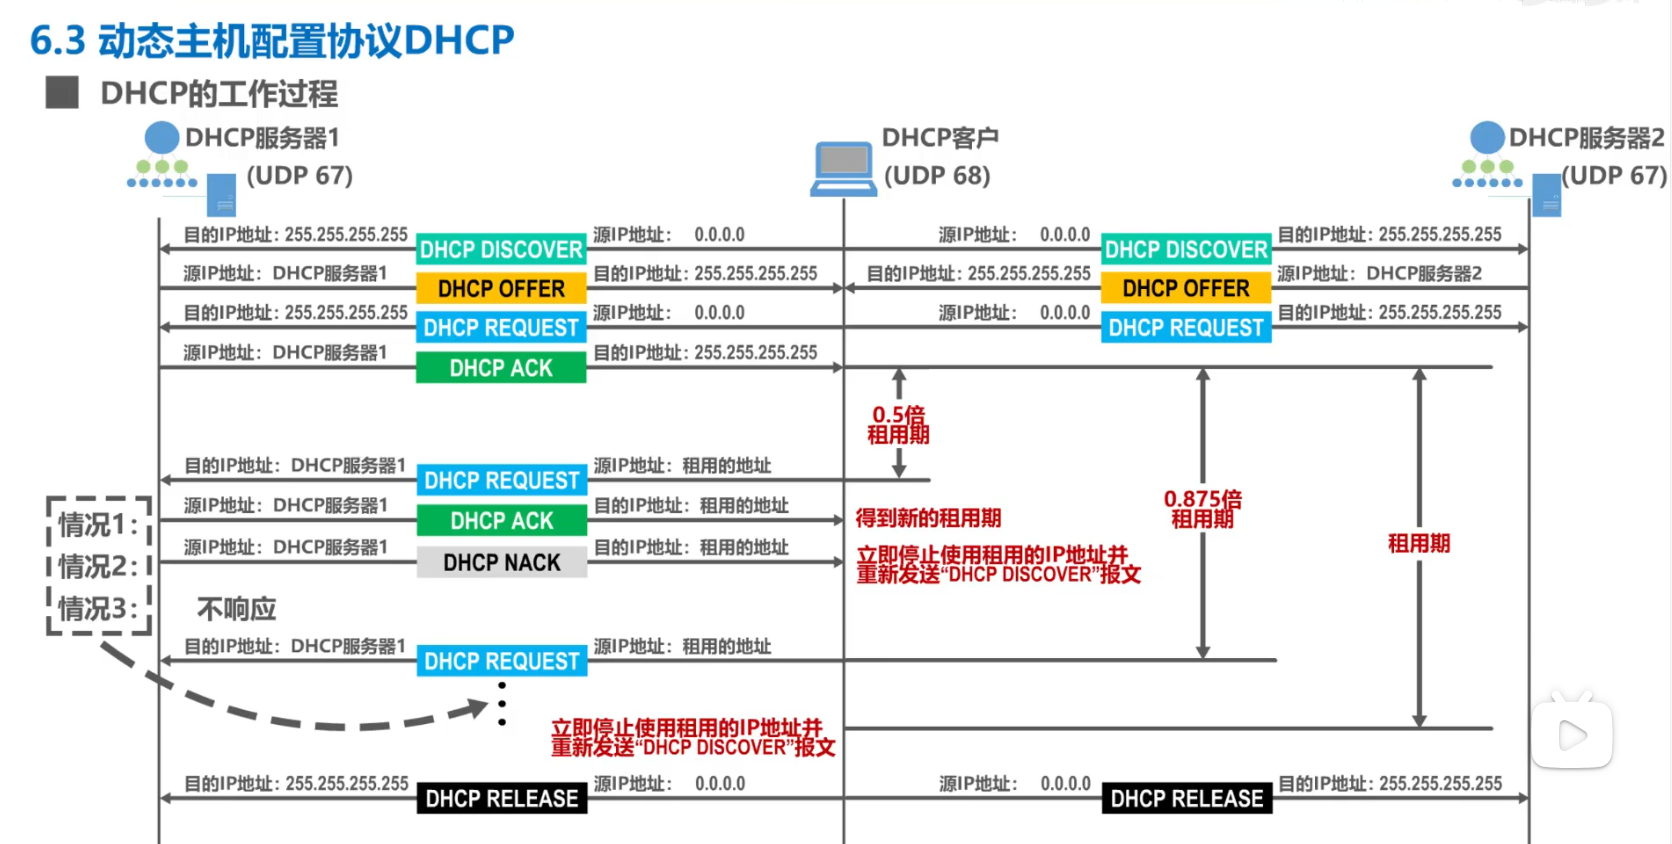 6.3 动态主机配置协议DHCP
DHCP的工作过程
DHCP服务器1
(UDP 67)
DHCP客户
(UDP 68)
DHCP服务器2
(UDP 67)
目的IP地址: 255.255.255.255
DHCP DISCOVER
源IP地址: 0.0.0.0
源IP地址: 0.0.0.0
DHCP DISCOVER
目的IP地址: 255.255.255.255
源IP地址: DHCP服务器1
DHCP OFFER
目的IP地址: 255.255.255.255
目的IP地址: 255.255.255.255
DHCP OFFER
源IP地址: DHCP服务器2
目的IP地址: 255.255.255.255
DHCP REQUEST
源IP地址: 0.0.0.0
源IP地址: 0.0.0.0
DHCP REQUEST
目的IP地址: 255.255.255.255
源IP地址: DHCP服务器1
DHCP ACK
目的IP地址: 255.255.255.255
0.5倍
租用期
0.875倍
租用期
租用期
目的IP地址: DHCP服务器1
DHCP REQUEST
源IP地址: 租用的地址
情况1:
源IP地址: DHCP服务器1
DHCP ACK
目的IP地址: 租用的地址
得到新的租用期
情况2:
源IP地址: DHCP服务器1
DHCP NACK
目的IP地址: 租用的地址
立即停止使用租用的IP地址并
重新发送“DHCP DISCOVER”报文
情况3:
不响应
目的IP地址: DHCP服务器1
DHCP REQUEST
源IP地址: 租用的地址
立即停止使用租用的IP地址并
重新发送“DHCP DISCOVER”报文
目的IP地址: 255.255.255.255
DHCP RELEASE
源IP地址: 0.0.0.0
源IP地址: 0.0.0.0
DHCP RELEASE
目的IP地址: 255.255.255.255